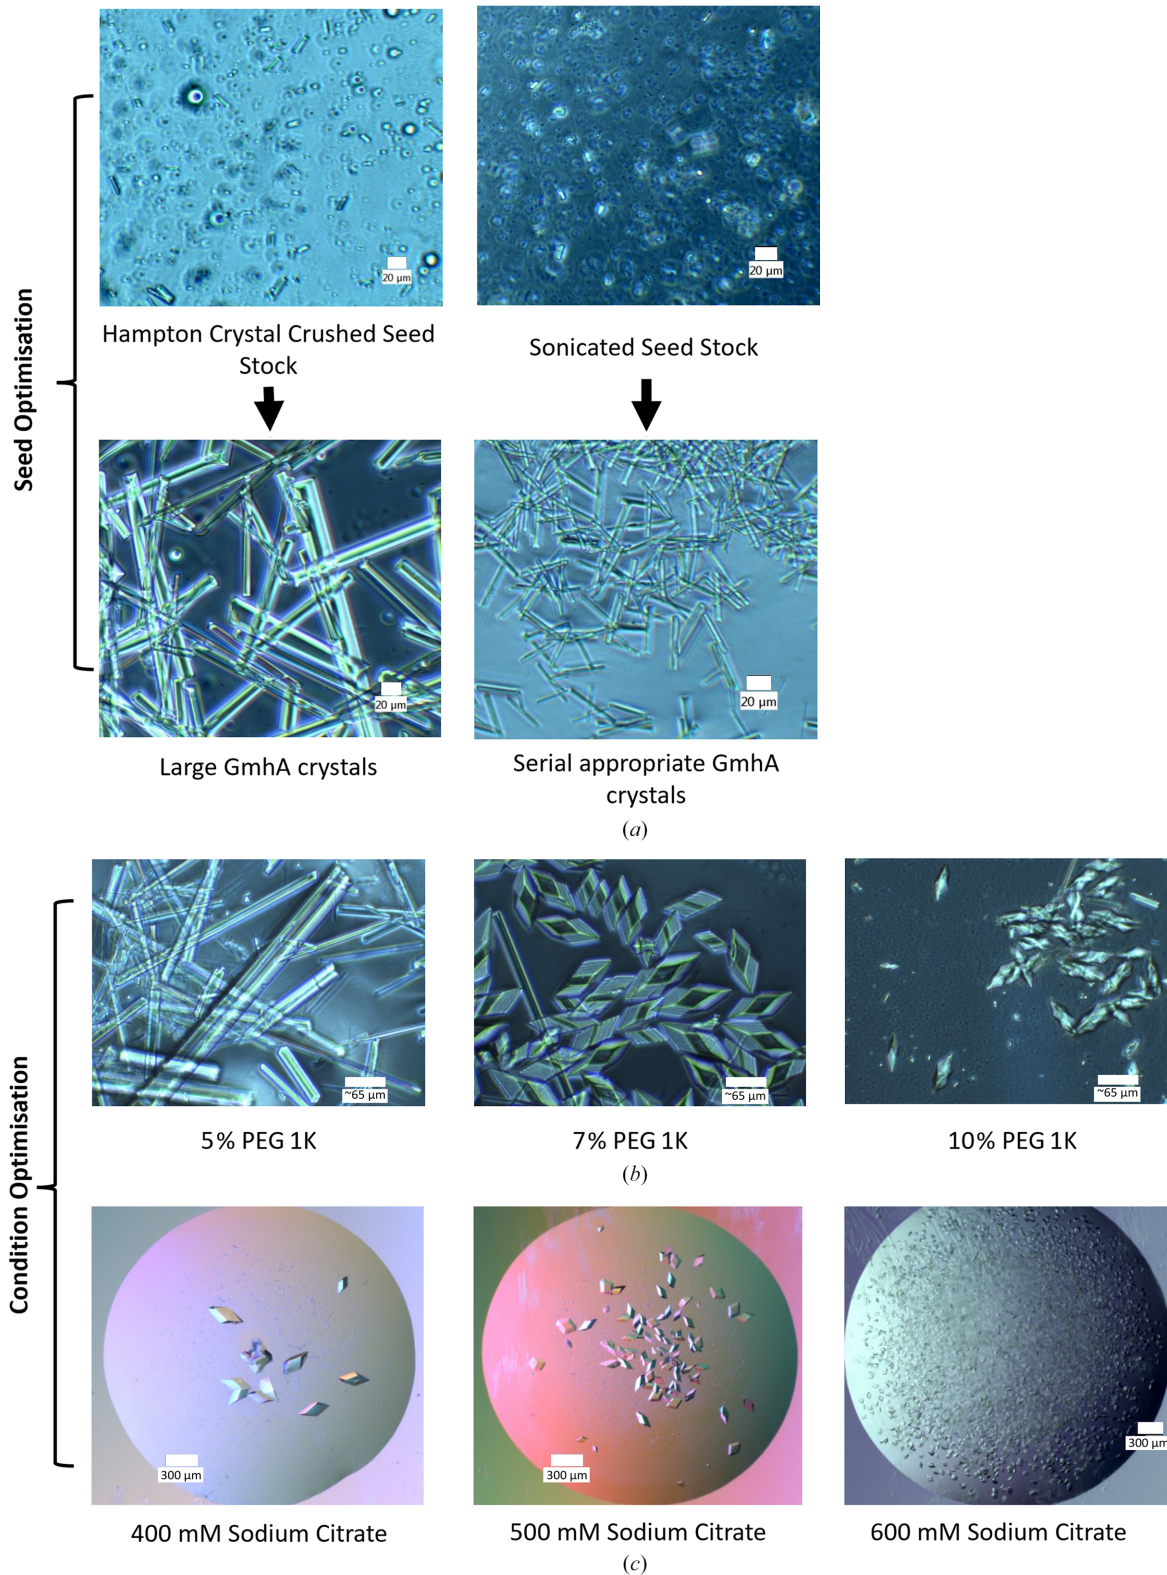 Seed Optimisation
20 μm
20 μm
Hampton Crystal Crushed Seed
Stock
Sonicated Seed Stock
20 μm
20 μm
Large GmhA crystals
Serial appropriate GmhA
crystals
(a)
Condition Optimisation
~65 μm
~65 μm
~65 μm
5% PEG 1K
7% PEG 1K
10% PEG 1K
(b)
300 μm
300 μm
300 μm
400 mM Sodium Citrate
500 mM Sodium Citrate
600 mM Sodium Citrate
(c)